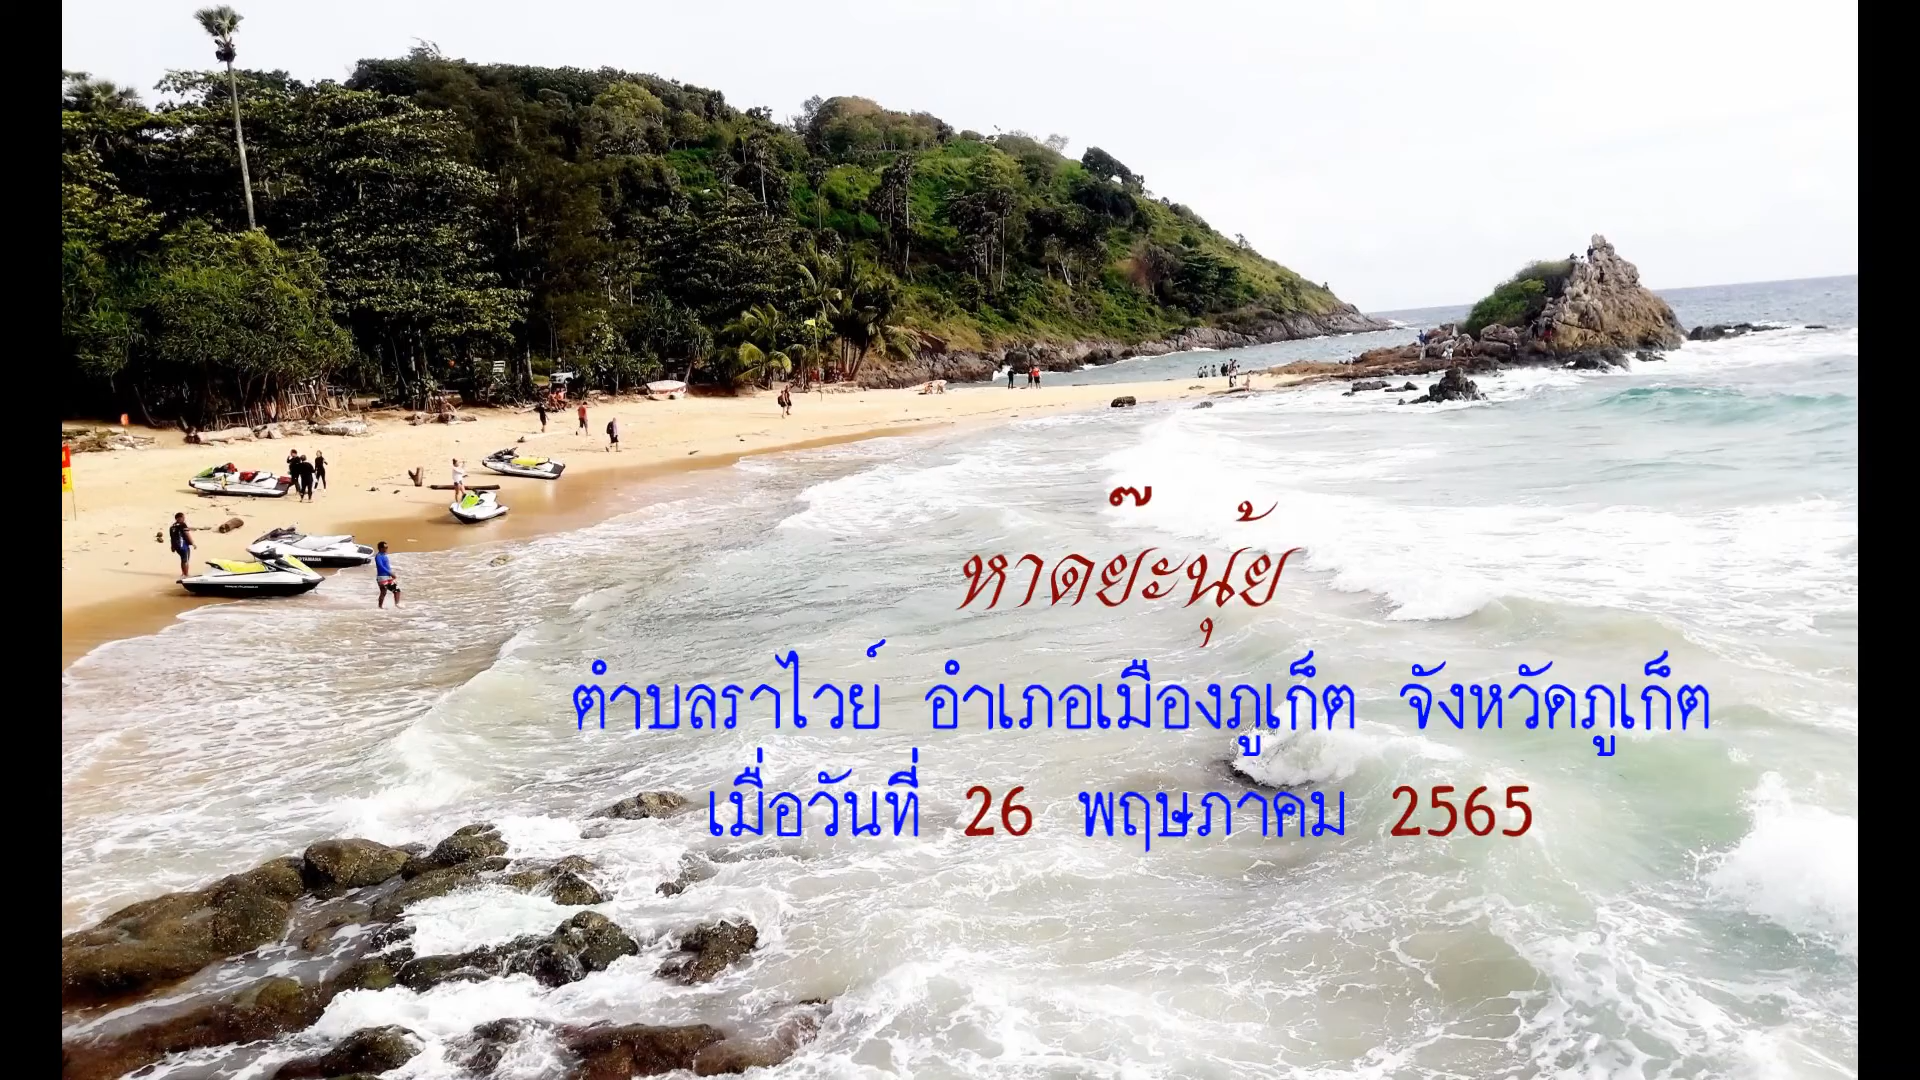 หาดย๊ะนุ้ย
ตำบลราไวย์ อำเภอเมืองภูเก็ต จังหวัดภูเก็ต
เมื่อวันที่ 26 พฤษภาคม 2565